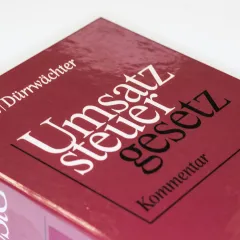 /Dürrwächter
Umsatz
steuer
gesetz
Kommentar